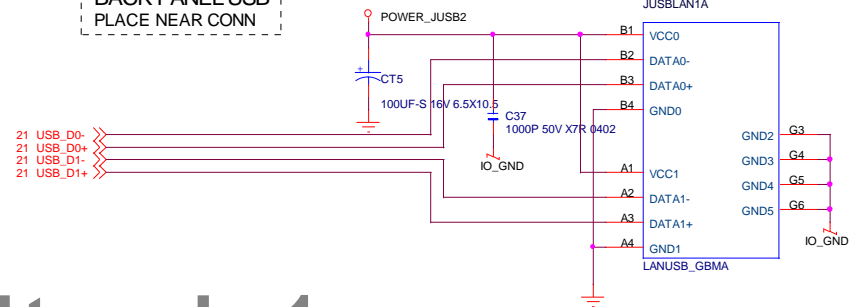 BACK PANEL USB
PLACE NEAR CONN
POWER_JUSB2
JUSBLAN1A
B1 VCC0
B2 DATA0-
B3 DATA0+
B4 GND0
+ CT5
100UF-S 16V 6.5X10.5
C37
1000P 50V X7R 0402
IO_GND
21 USB_D0-
21 USB_D0+
21 USB_D1-
21 USB_D1+
GND2 G3
GND3 G4
GND4 G5
GND5 G6
IO_GND
A1 VCC1
A2 DATA1-
A3 DATA1+
A4 GND1
LANUSB_GBMA